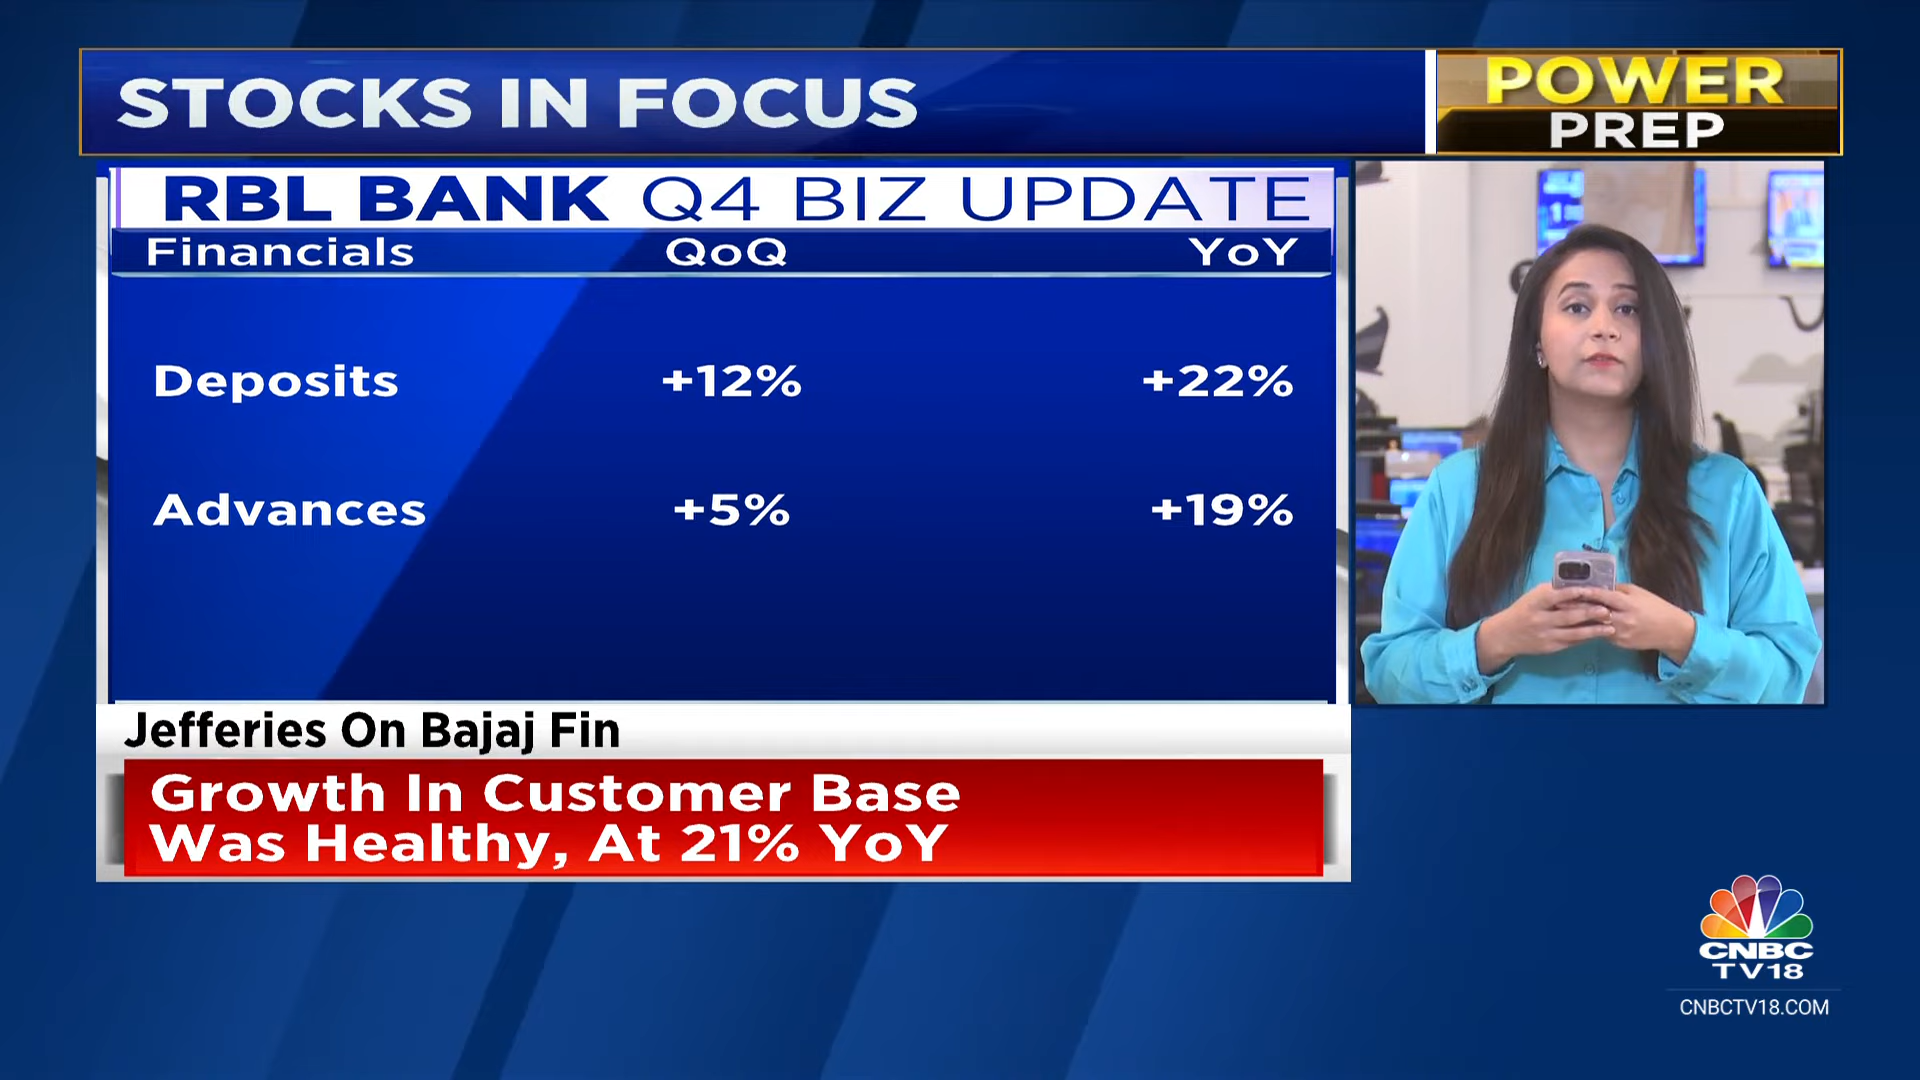 STOCKS IN FOCUS
POWER
PREP
RBL BANK Q4 BIZ UPDATE
Financials QoQ YoY
Deposits +12% +22%
Advances +5% +19%
Jefferies On Bajaj Fin
Growth In Customer Base
Was Healthy, At 21% YoY
CNBC
TV18
CNBCTV18.COM